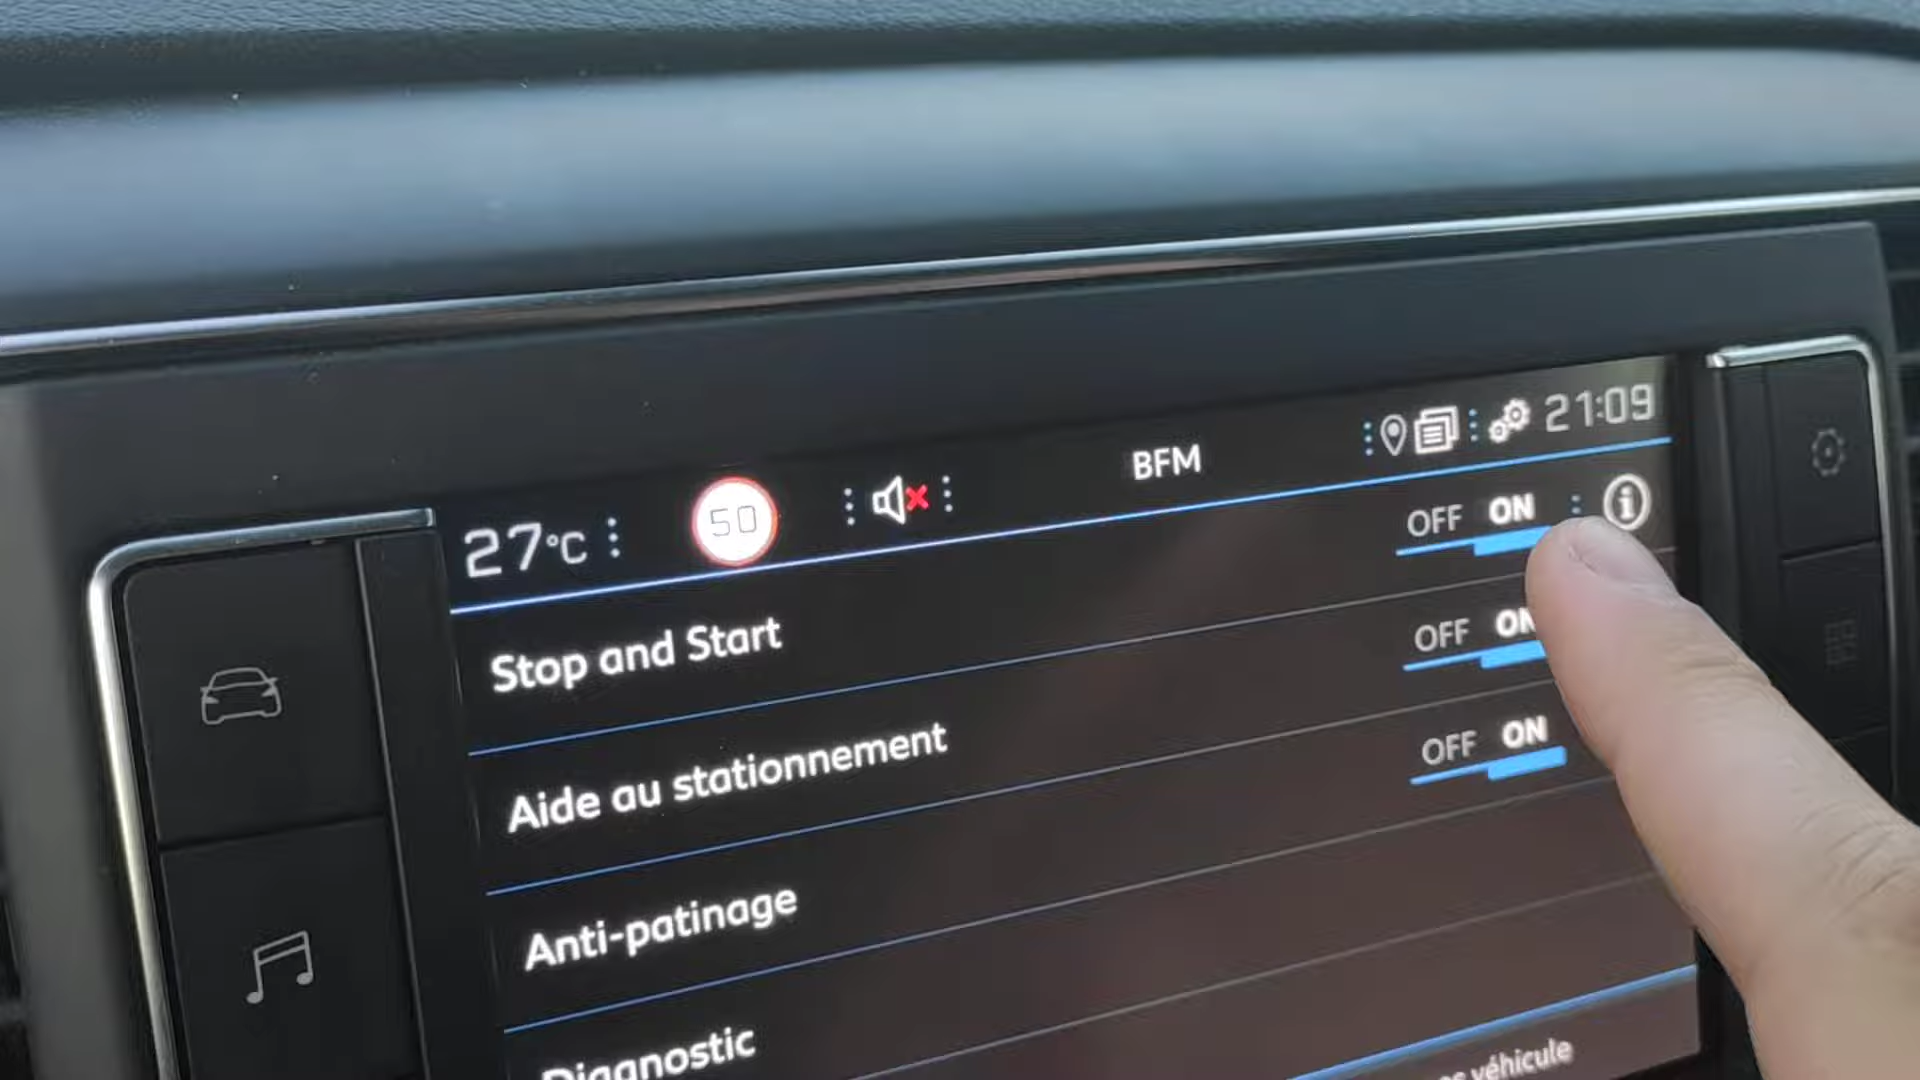 27°C 50 BFM 21:09
Stop and Start OFF ON
Aide au stationnement OFF ON
Anti-patinage OFF ON
Diagnostic
véhicule